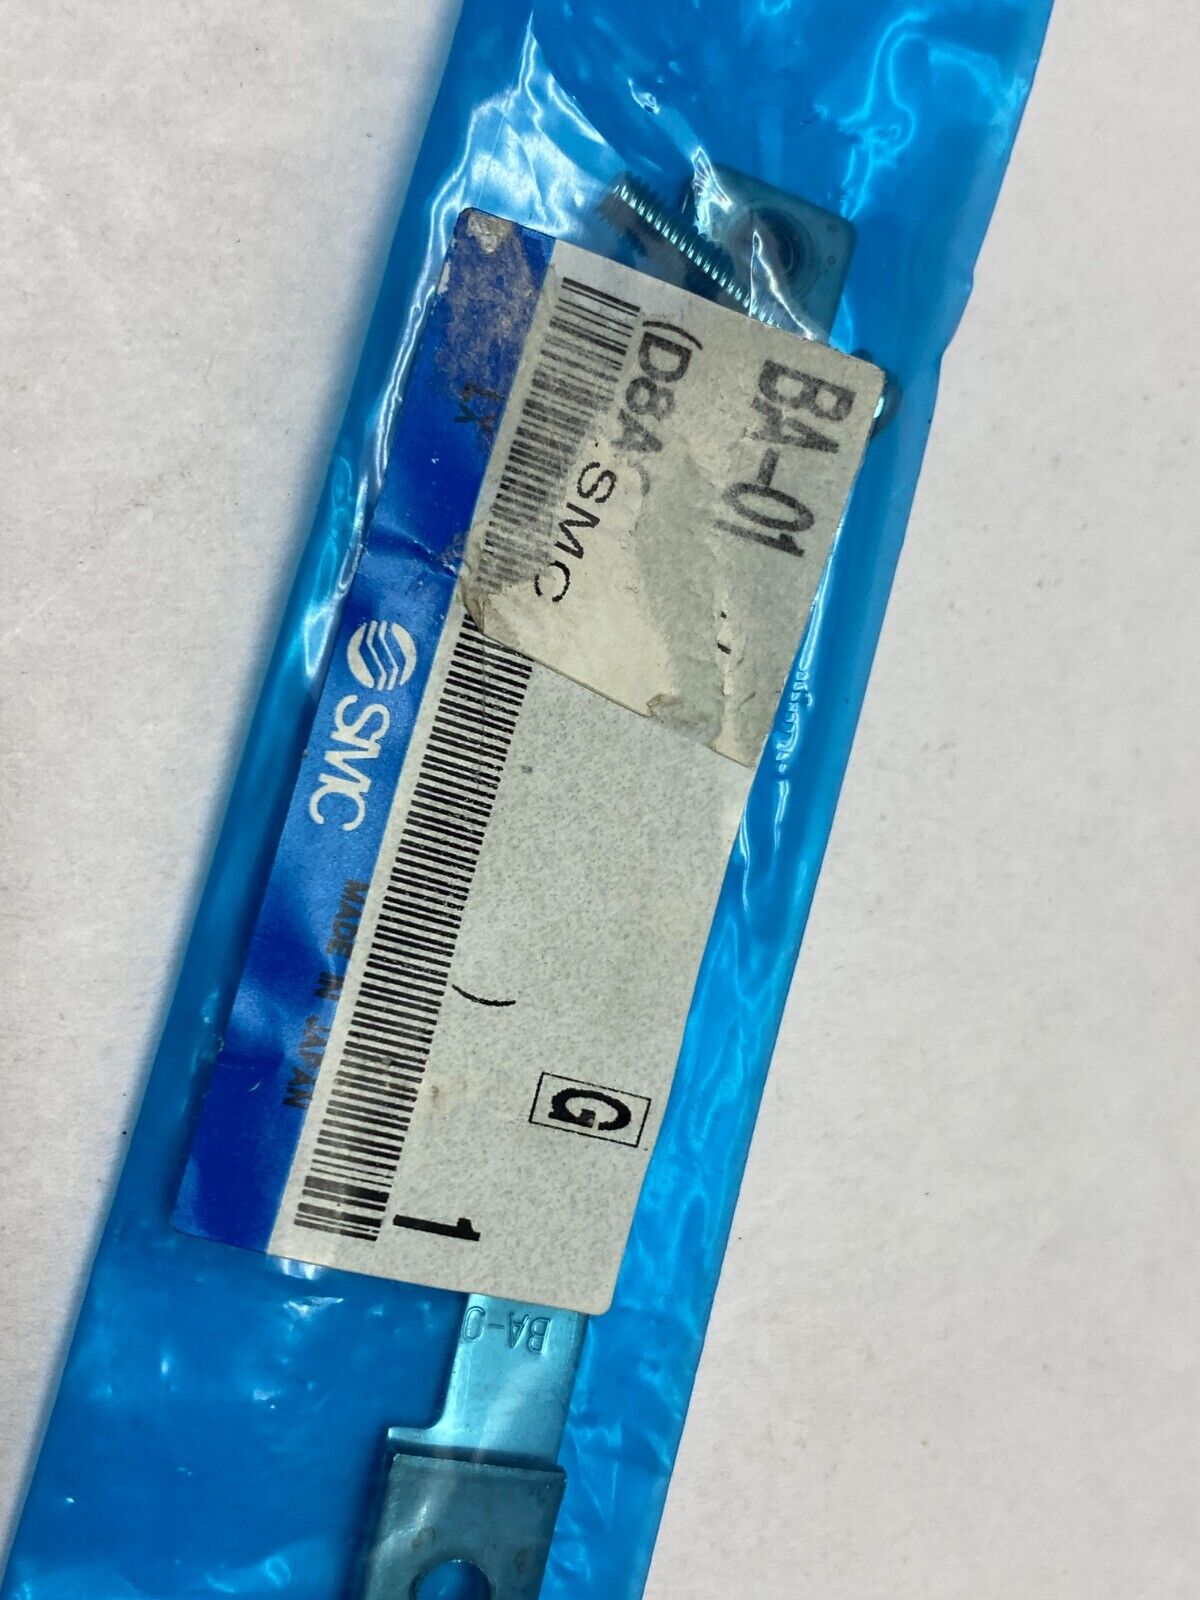 BA-01
(D8A
SMC
)
G
1
SMC
MADE IN JAPAN
BA-0